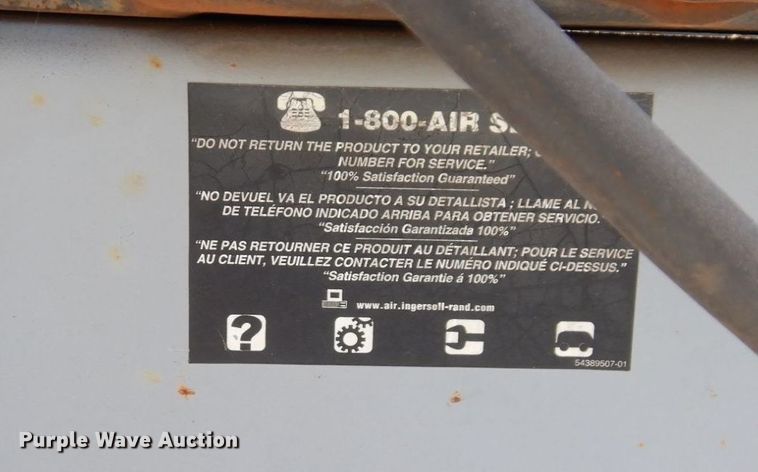 1-800-AIR
"DO NOT RETURN THE PRODUCT TO YOUR RETAILER;
NUMBER FOR SERVICE."
"100% Satisfaction Guaranteed"
"NO DEVUEL VA EL PRODUCTO A SU DETALLISTA ; LLAME AL
DE TELÉFONO INDICADO ARRIBA PARA OBTENER SERVICIO."
"Satisfacción Garantizada 100%"
"NE PAS RETOURNER CE PRODUIT AU DÉTAILLANT; POUR LE SERVICE
AU CLIENT, VEUILLEZ CONTACTER LE NUMÉRO INDIQUÉ CI-DESSUS."
"Satisfaction Garantie á 100%"
www.air.ingersell-rand.com
?
54389507-01
Purple Wave Auction